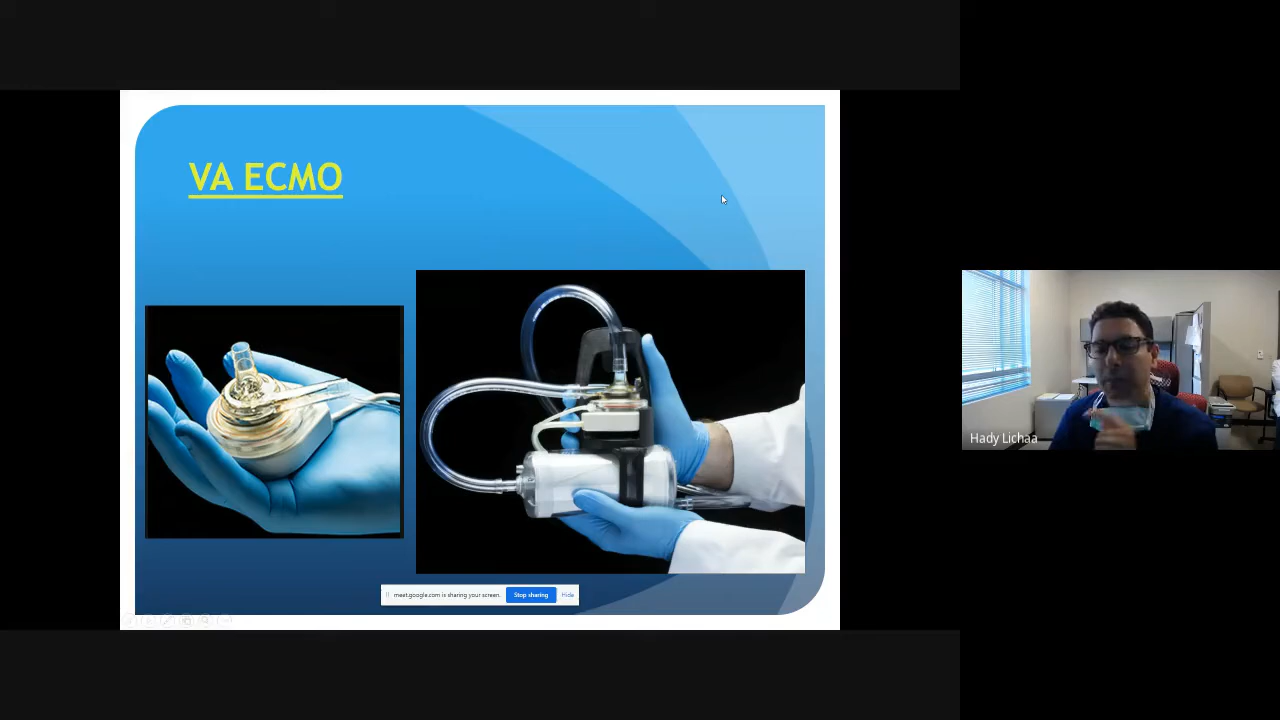 VA ECMO
meet.google.com is sharing your screen.
Stop sharing
Hide
Hady Lichaa